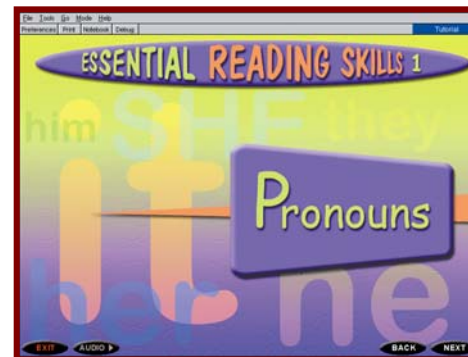 File Tools Go Mode Help
Preferences Print Notebook Debug Tutorial
ESSENTIAL READING SKILLS 1
him SHE they
it
Pronouns
her he
EXIT AUDIO BACK NEXT